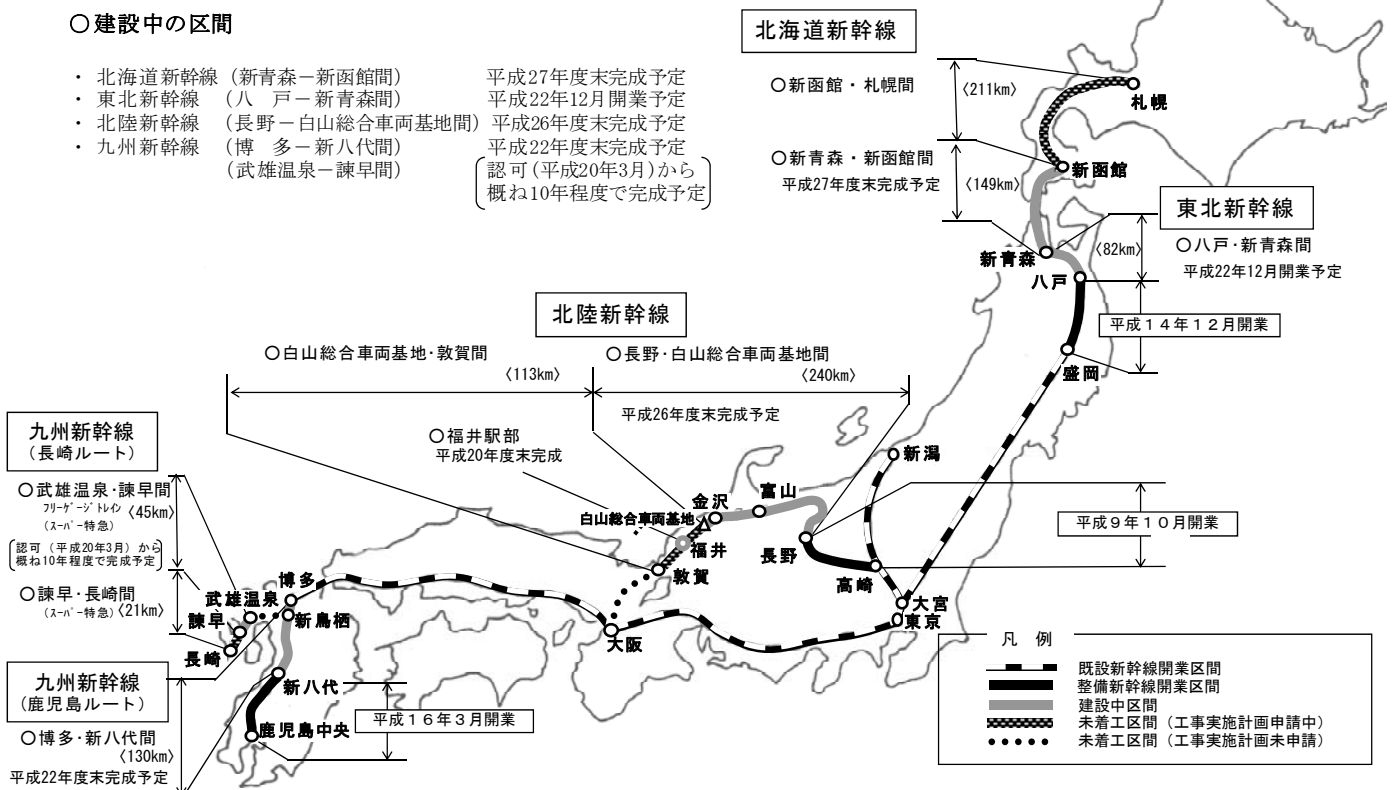 ○建設中の区間
・ 北海道新幹線（新青森－新函館間） 平成27年度末完成予定
・ 東北新幹線 （八 戸－新青森間） 平成22年12月開業予定
・ 北陸新幹線 （長野－白山総合車両基地間） 平成26年度末完成予定
・ 九州新幹線 （博 多－新八代間） 平成22年度末完成予定
（武雄温泉－諫早間） 認可(平成20年3月)から
概ね10年程度で完成予定
北海道新幹線
○新函館・札幌間
〈211km〉
札幌
○新青森・新函館間
平成27年度末完成予定
〈149km〉
新函館
東北新幹線
○八戸・新青森間
平成22年12月開業予定
〈82km〉
新青森
八戸
平成14年12月開業
盛岡
北陸新幹線
○白山総合車両基地・敦賀間
〈113km〉
○長野・白山総合車両基地間
〈240km〉
平成26年度末完成予定
○福井駅部
平成20年度末完成
新潟
富山
金沢
白山総合車両基地
福井
敦賀
長野
高崎
平成9年10月開業
大宮
東京
大阪
九州新幹線
（長崎ルート）
○武雄温泉・諫早間
フリーゲージトレイン
（スーパー特急）
〈45km〉
認可（平成20年3月）から
概ね10年程度で完成予定
○諫早・長崎間
（スーパー特急）〈21km〉
博多
武雄温泉
新鳥栖
諫早
長崎
九州新幹線
（鹿児島ルート）
○博多・新八代間
〈130km〉
平成22年度末完成予定
新八代
鹿児島中央
平成16年3月開業
凡 例
既設新幹線開業区間
整備新幹線開業区間
建設中区間
未着工区間（工事実施計画申請中）
未着工区間（工事実施計画未申請）